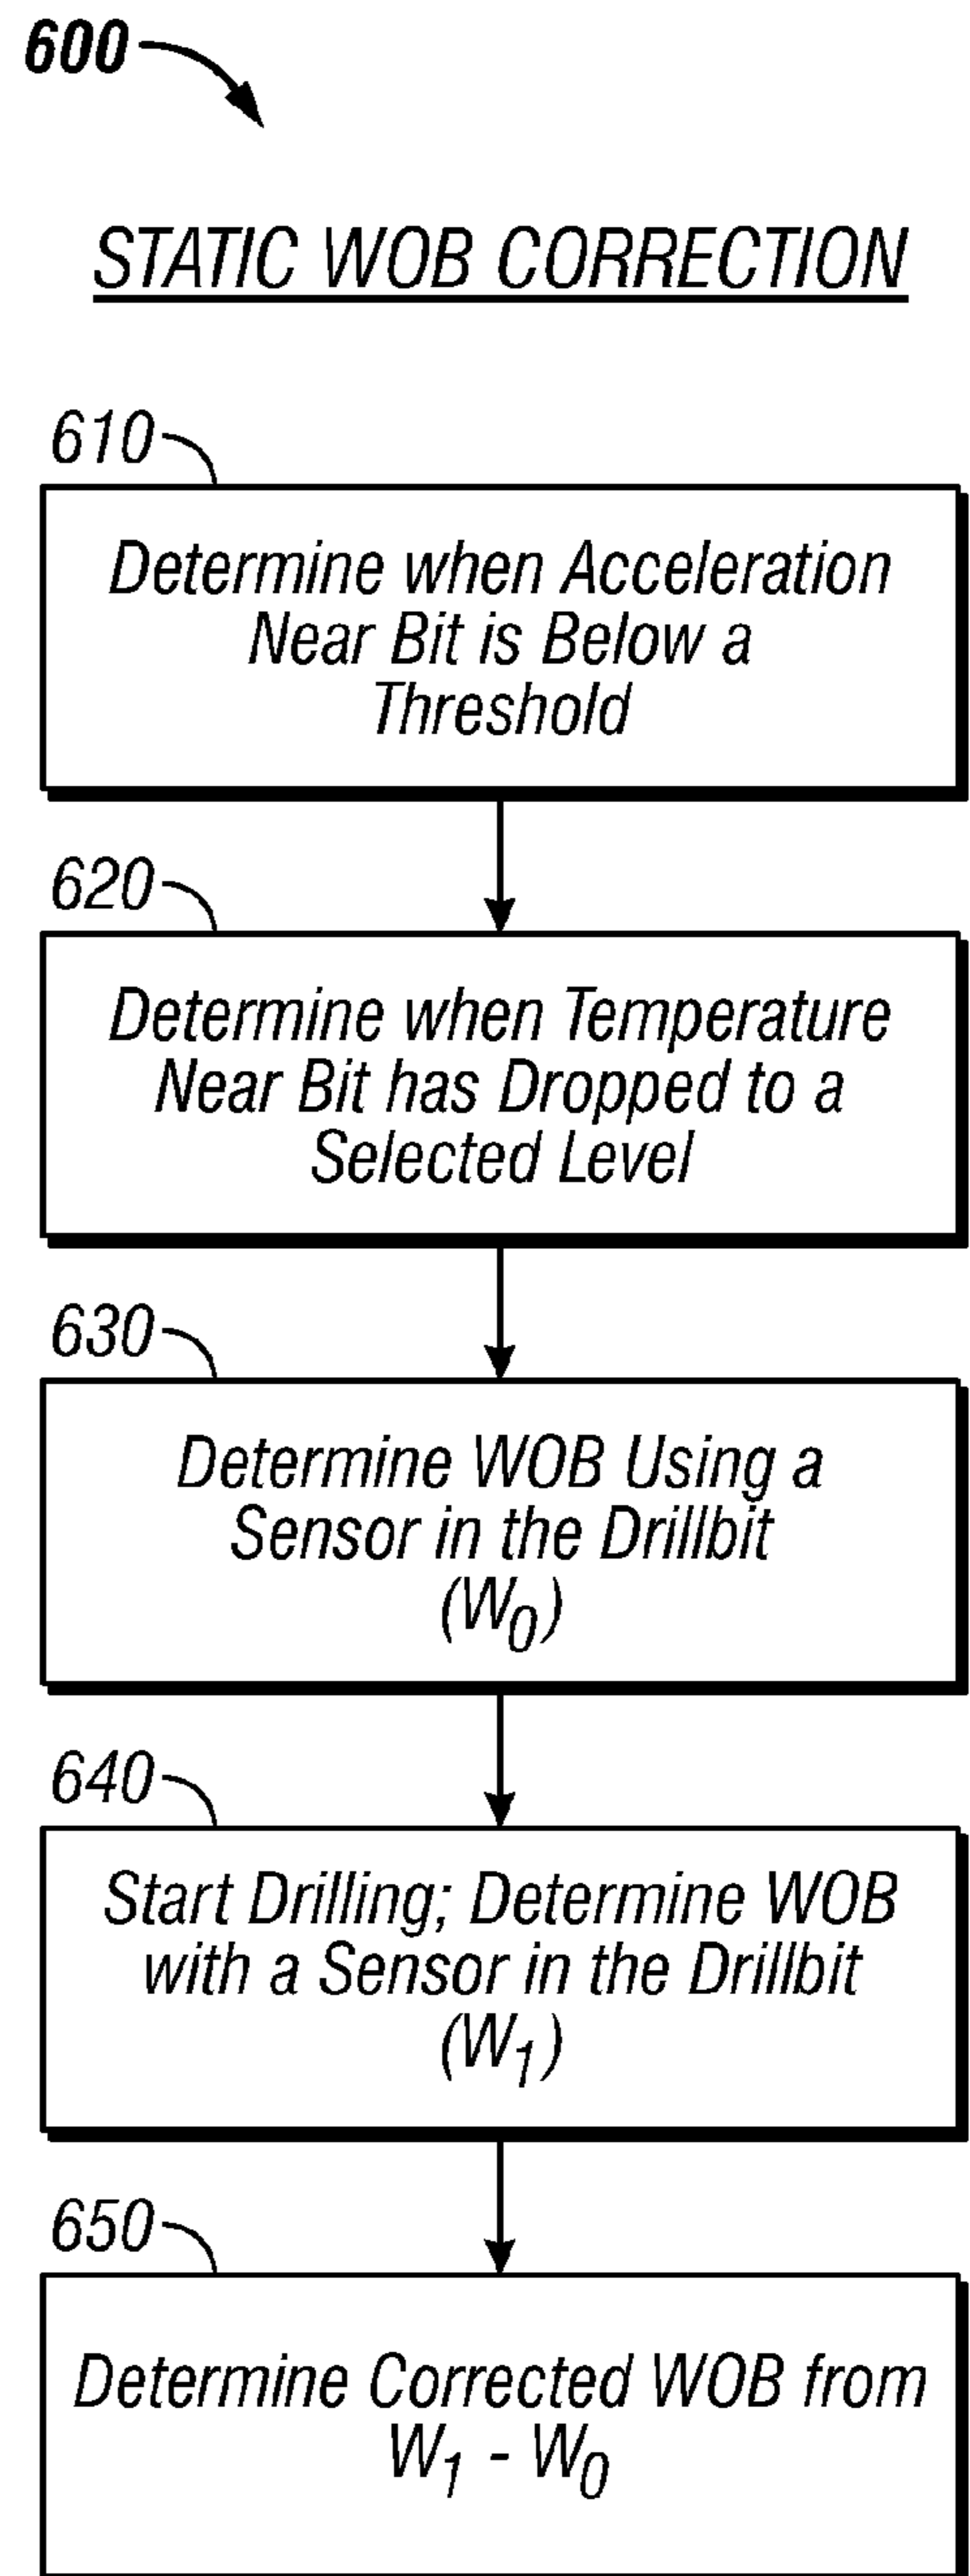 600
STATIC WOB CORRECTION
610
Determine when Acceleration
Near Bit is Below a
Threshold
620
Determine when Temperature
Near Bit has Dropped to a
Selected Level
630
Determine WOB Using a
Sensor in the Drillbit
(W₀)
640
Start Drilling; Determine WOB
with a Sensor in the Drillbit
(W₁)
650
Determine Corrected WOB from
W₁ - W₀